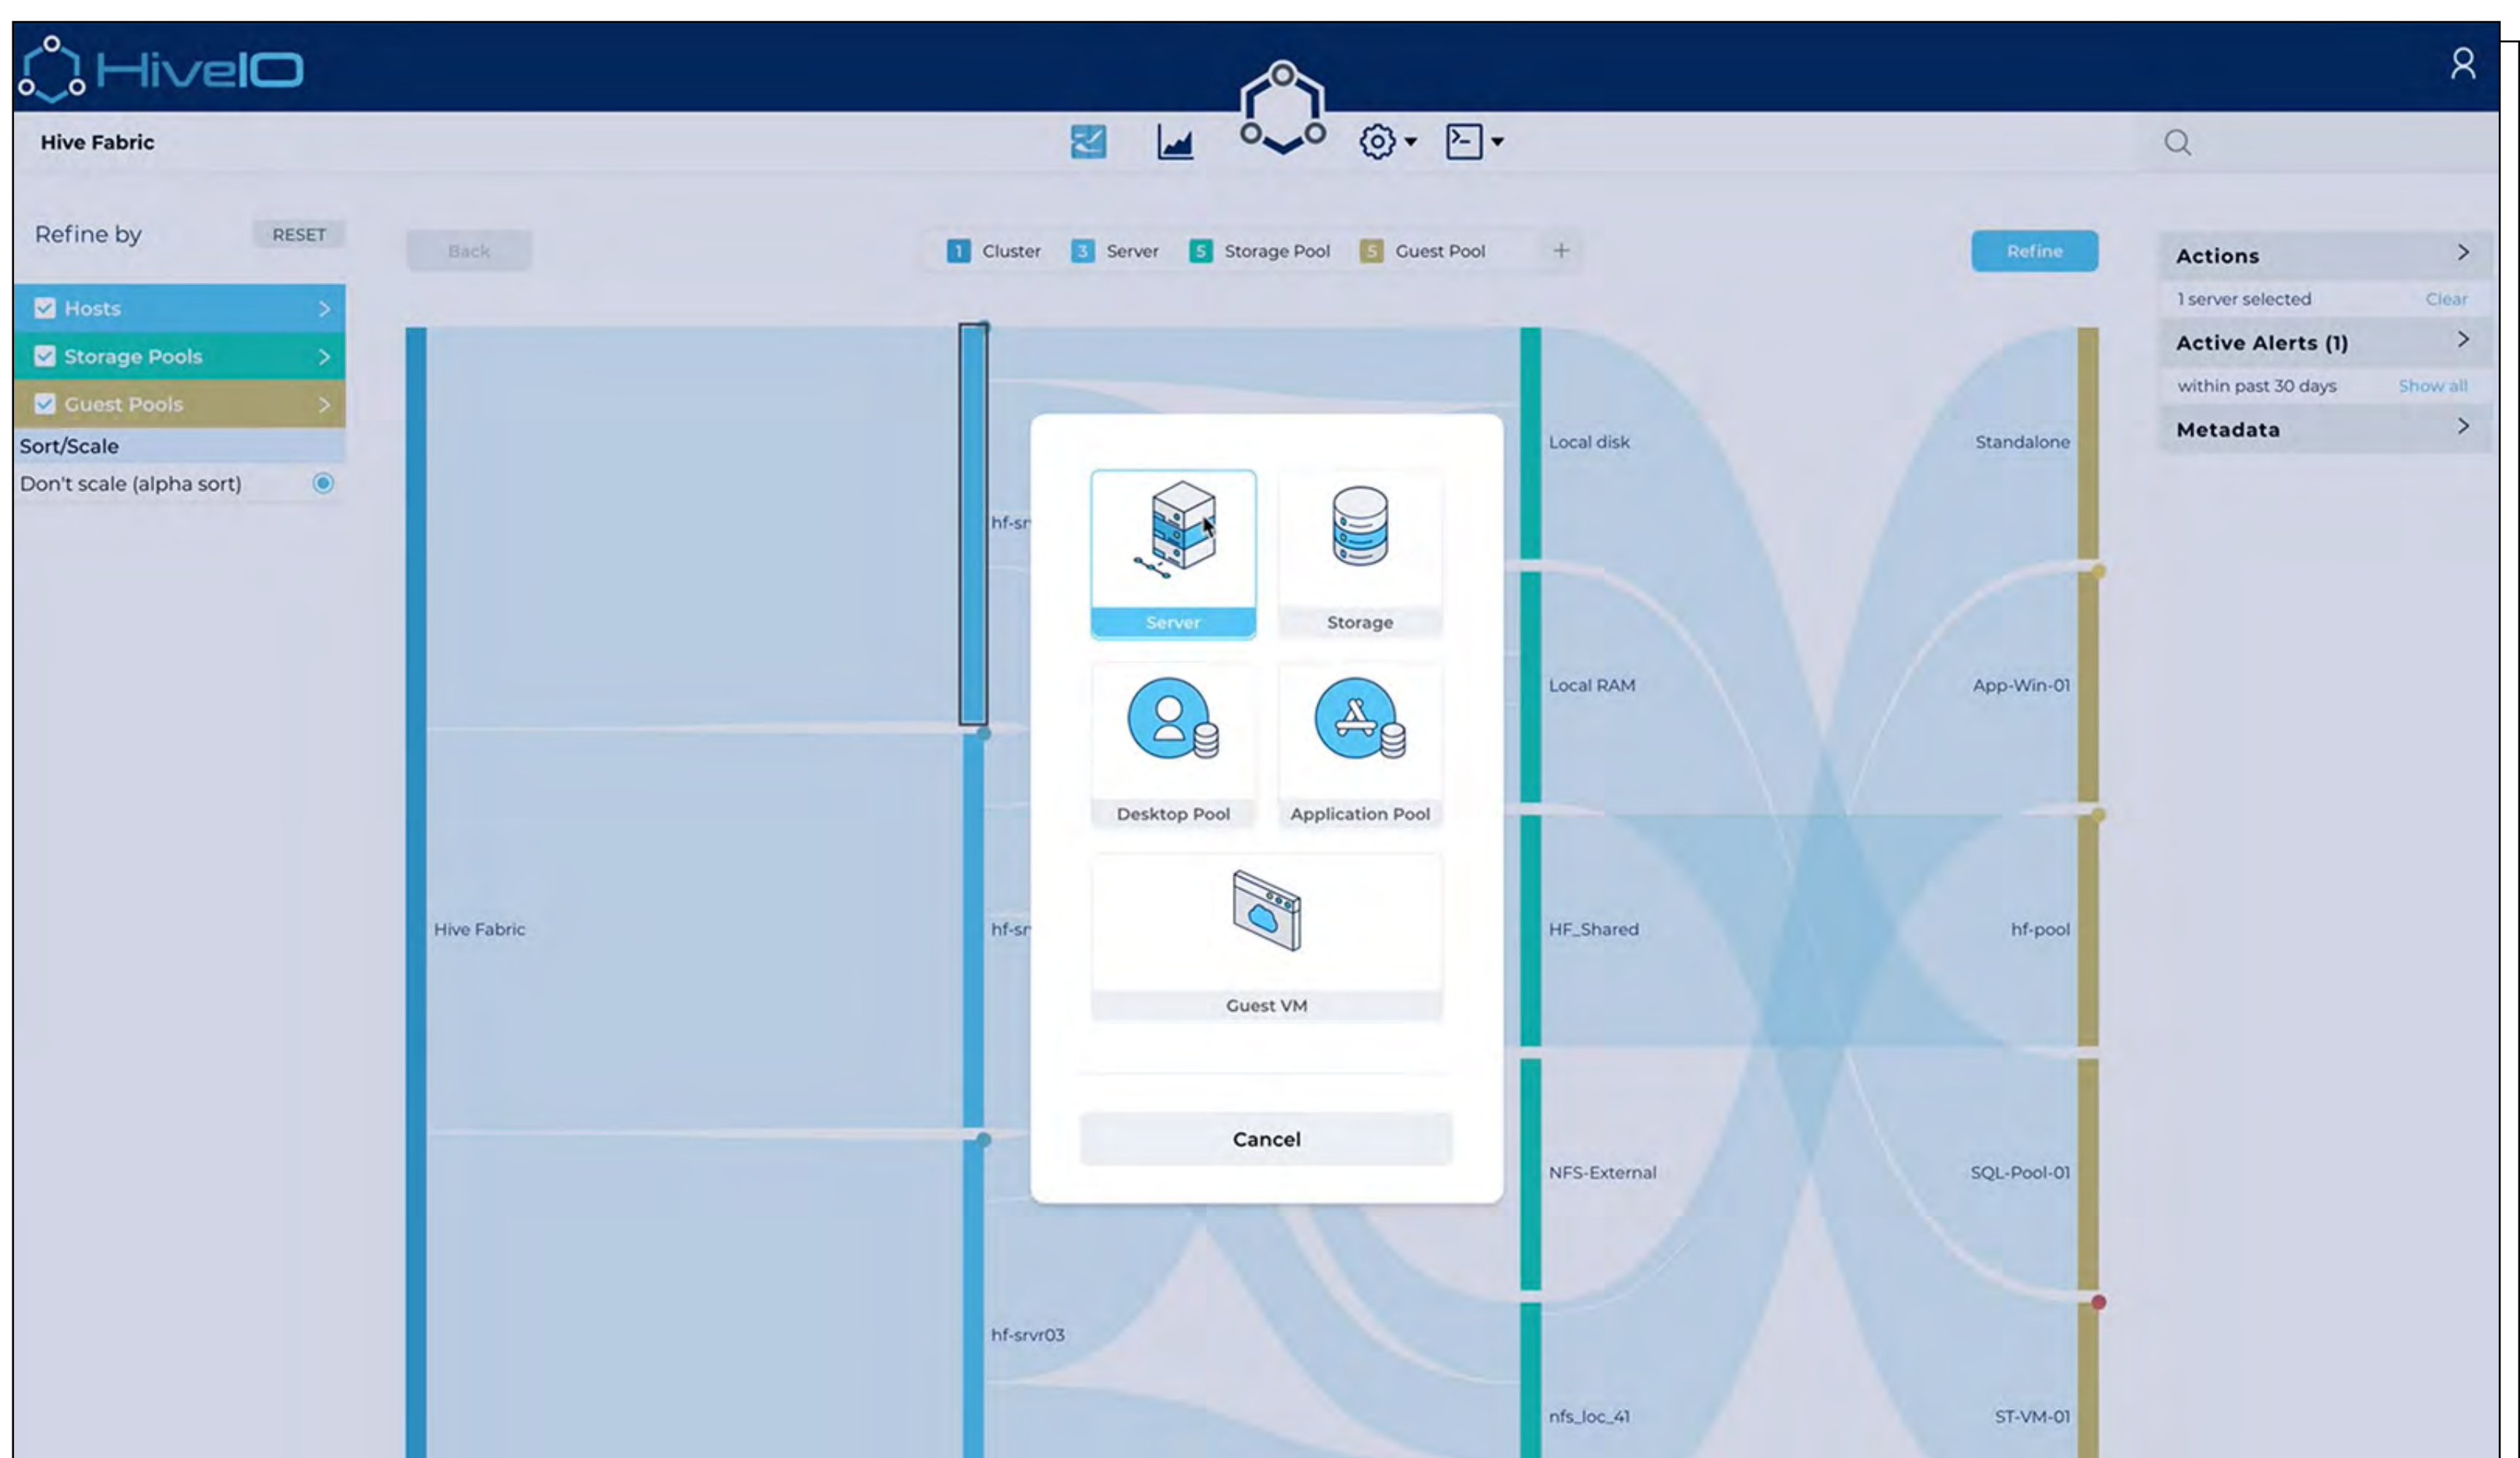 HiveIO
Hive Fabric
Refine by
RESET
Back
1 Cluster 3 Server 5 Storage Pool 5 Guest Pool +
Refine
Hosts
Storage Pools
Guest Pools
Sort/Scale
Don't scale (alpha sort)
Actions
1 server selected Clear
Active Alerts (1)
within past 30 days Show all
Metadata
Hive Fabric
hf-sr
hf-sr
hf-srvr03
Server
Storage
Desktop Pool
Application Pool
Guest VM
Cancel
Local disk
Local RAM
HF_Shared
NFS-External
nfs_loc_41
Standalone
App-Win-01
hf-pool
SQL-Pool-01
ST-VM-01